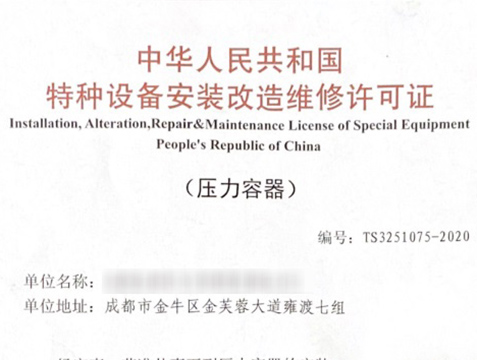 中华人民共和国
特种设备安装改造维修许可证
Installation, Alteration,Repair&Maintenance License of Special Equipment
People's Republic of China
（压力容器）
编号：TS3251075-2020
单位名称：
单位地址：成都市金牛区金芙蓉大道雍渡七组